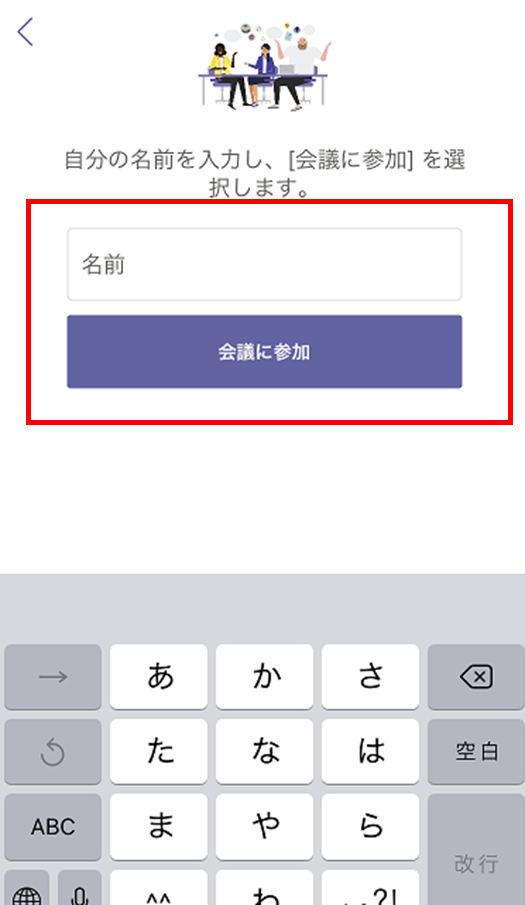 自分の名前を入力し、[会議に参加] を選
択します。
名前
会議に参加
→ あ か さ
た な は 空白
ABC ま や ら
改行
^^ わ